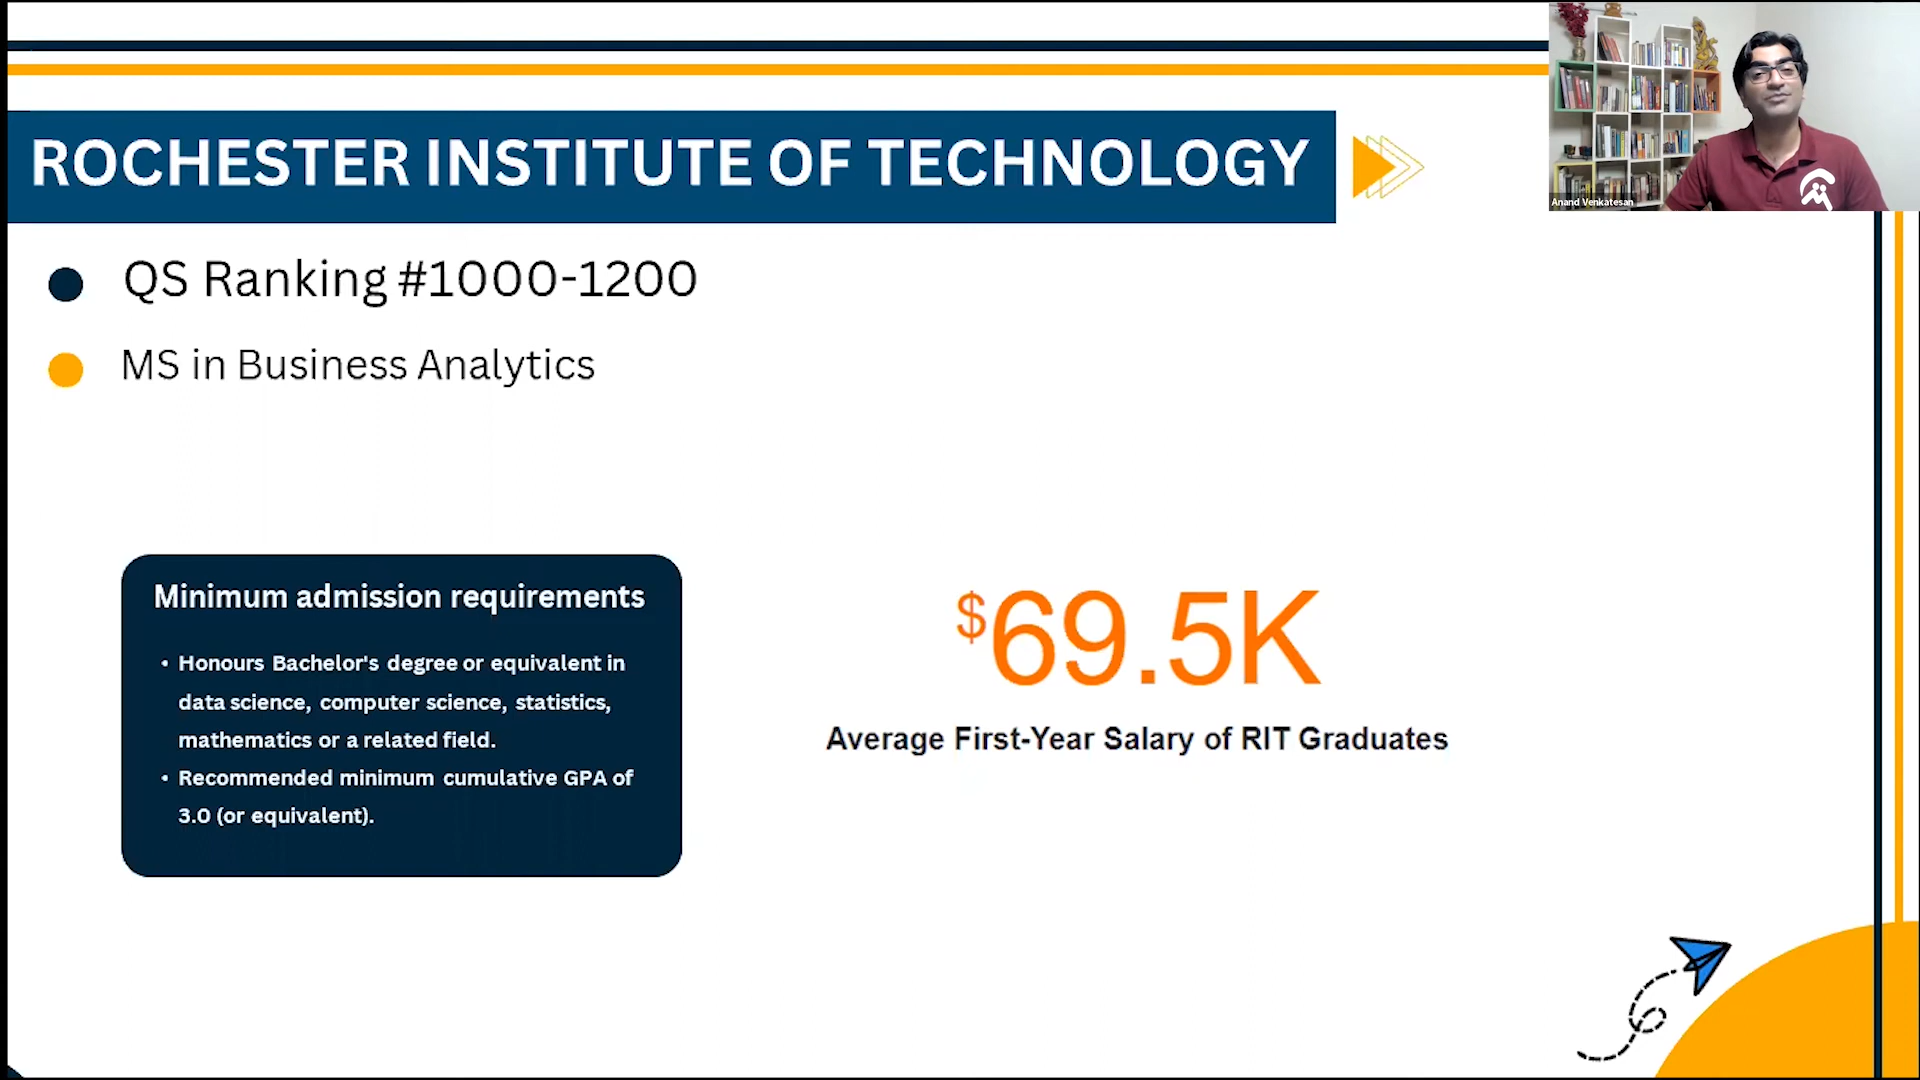 ROCHESTER INSTITUTE OF TECHNOLOGY
Anand Venkatesan
QS Ranking #1000-1200
MS in Business Analytics
Minimum admission requirements
• Honours Bachelor's degree or equivalent in
data science, computer science, statistics,
mathematics or a related field.
• Recommended minimum cumulative GPA of
3.0 (or equivalent).
$69.5K
Average First-Year Salary of RIT Graduates